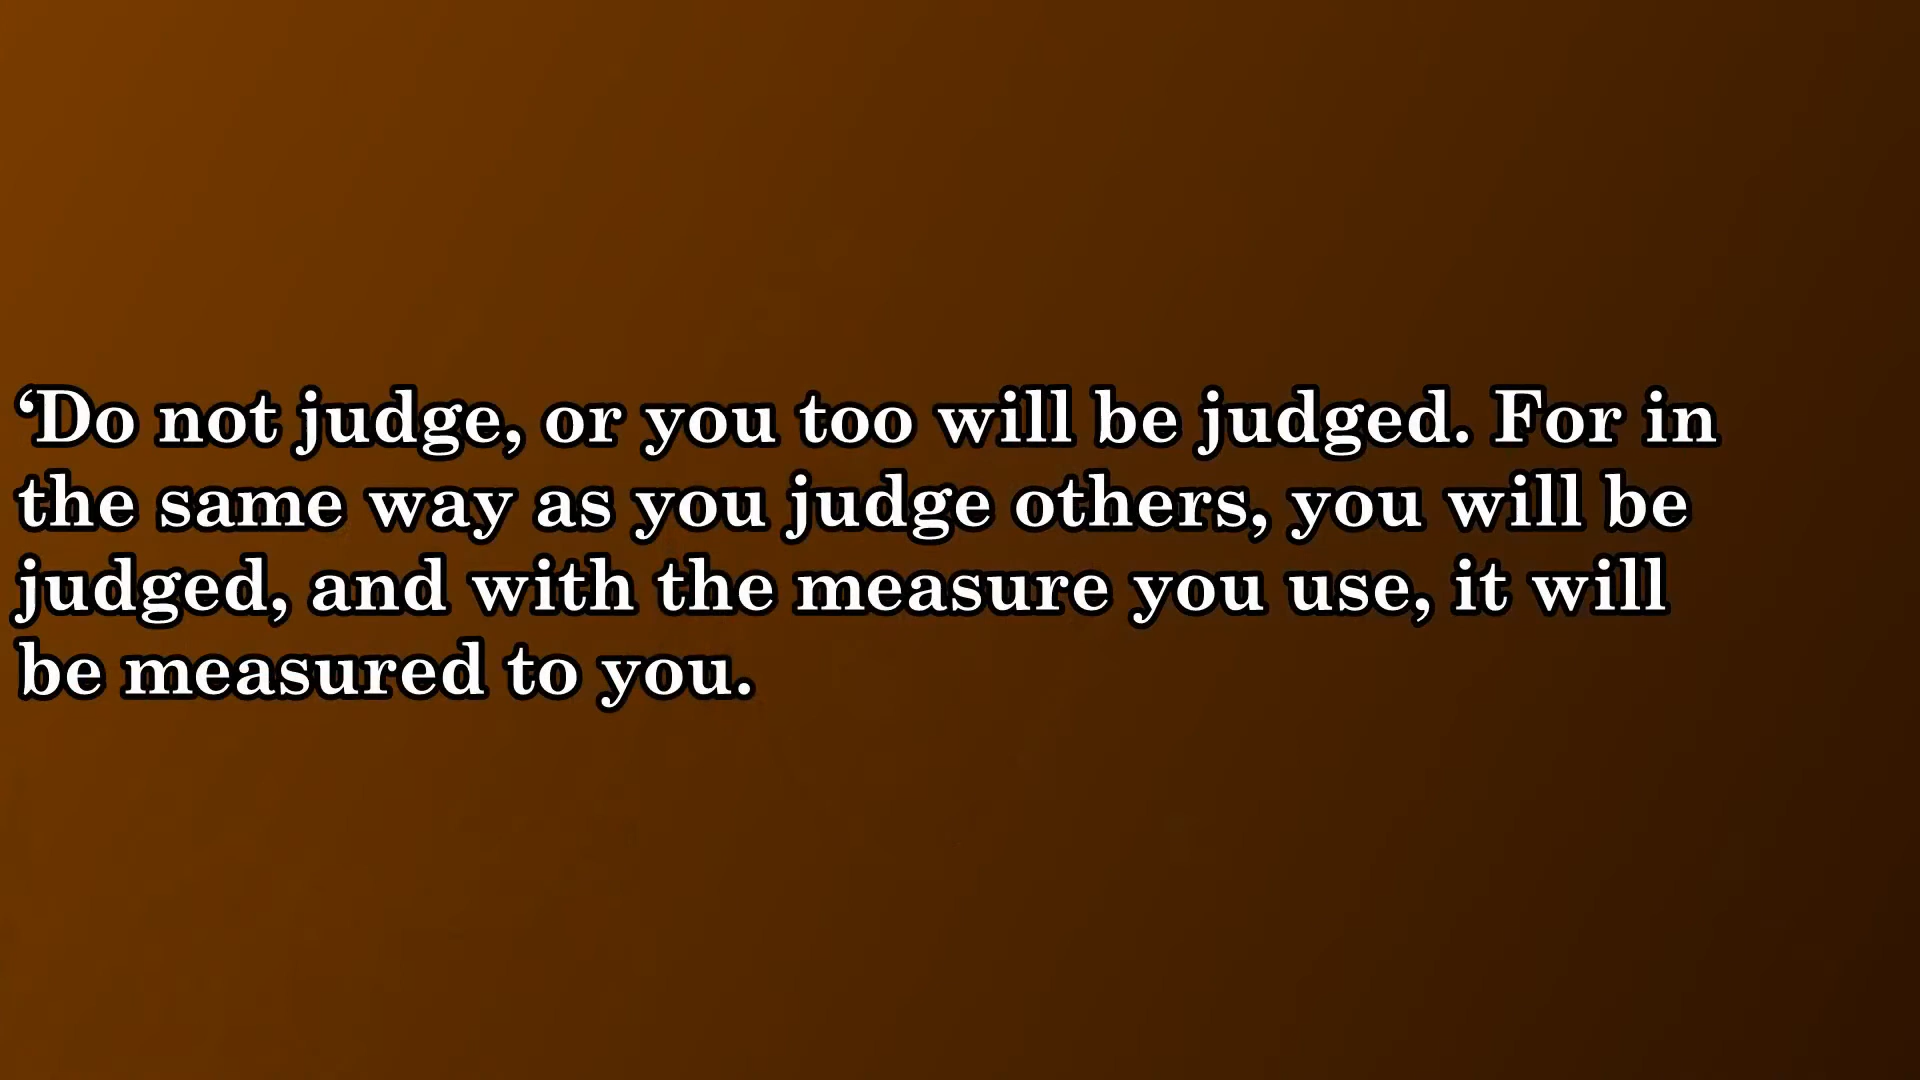 ‘Do not judge, or you too will be judged. For in
the same way as you judge others, you will be
judged, and with the measure you use, it will
be measured to you.